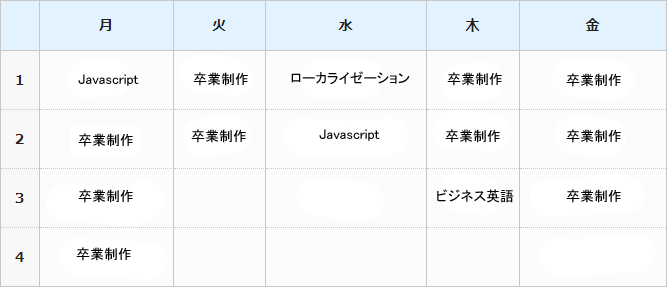 月 火 水 木 金
1 Javascript 卒業制作 ローカライゼーション 卒業制作 卒業制作
2 卒業制作 卒業制作 Javascript 卒業制作 卒業制作
3 卒業制作 ビジネス英語 卒業制作
4 卒業制作